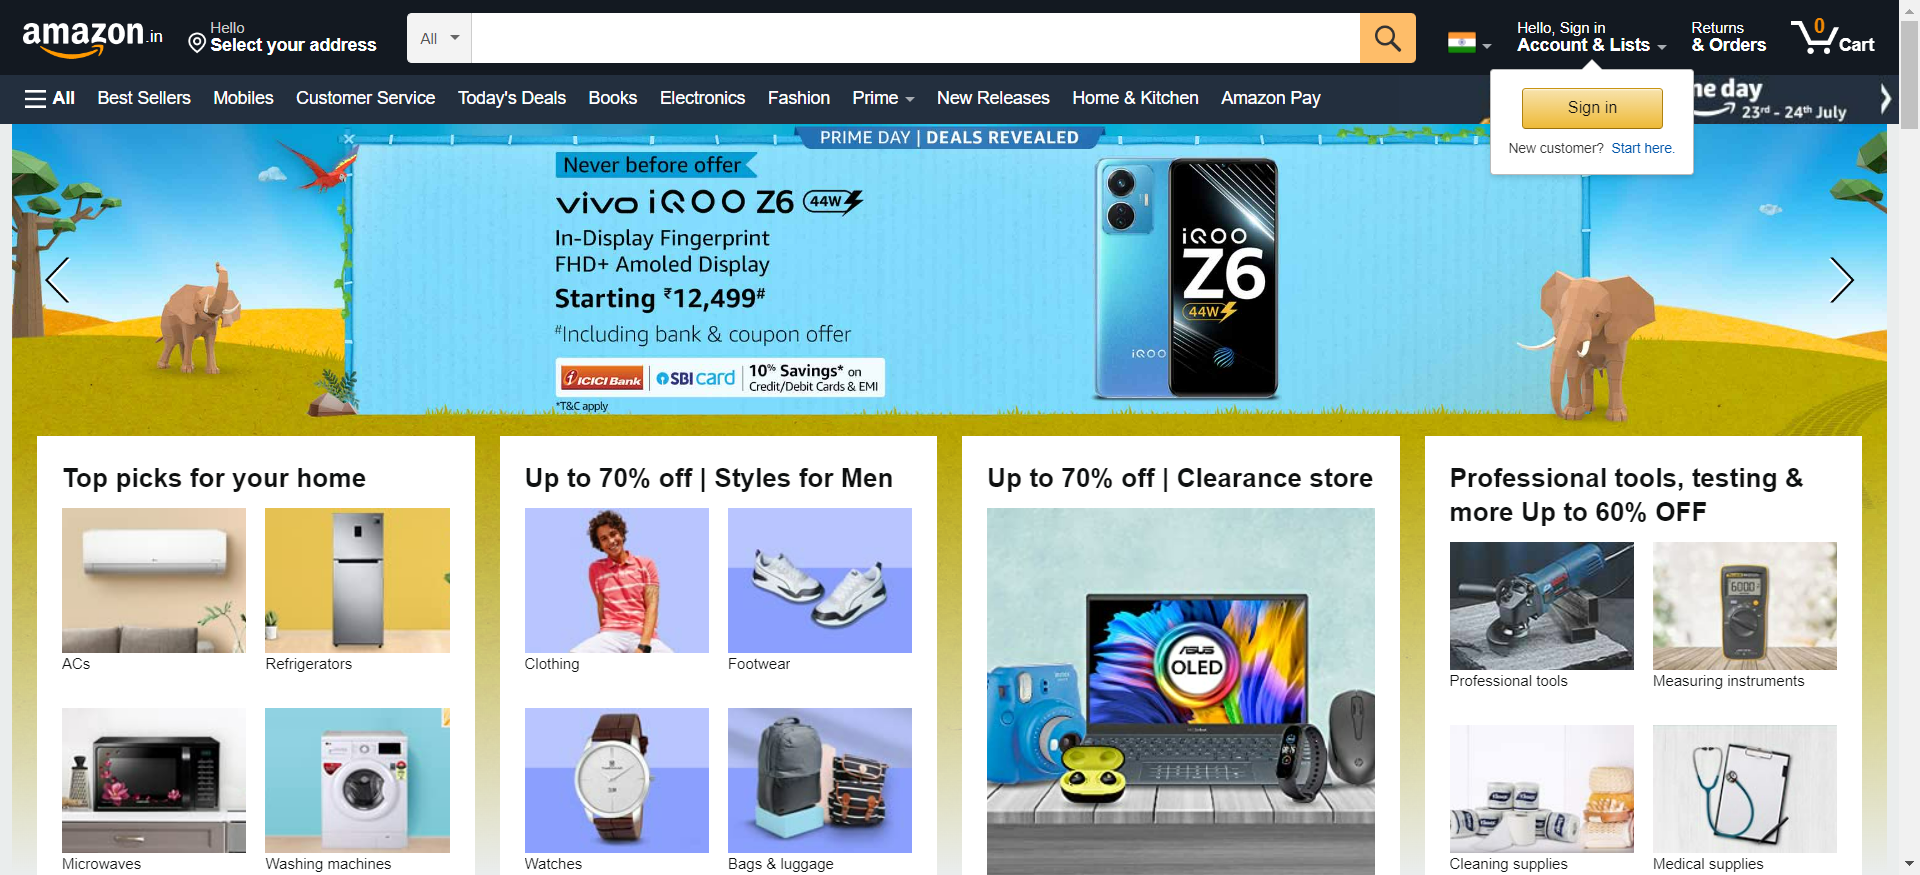 amazon.in
Hello
Select your address
All
Hello, Sign in
Account & Lists
Returns
& Orders
0
Cart
All
Best Sellers
Mobiles
Customer Service
Today's Deals
Books
Electronics
Fashion
Prime
New Releases
Home & Kitchen
Amazon Pay
day
23rd - 24th July
Sign in
New customer? Start here.
PRIME DAY | DEALS REVEALED
Never before offer
vivo iQOO Z6 44W
In-Display Fingerprint
FHD+ Amoled Display
Starting ₹12,499#
#Including bank & coupon offer
ICICI Bank
SBI card
10% Savings* on
Credit/Debit Cards & EMI
*T&C apply
iQOO
iQOO
Z6
44W
Top picks for your home
ACs
Refrigerators
Microwaves
Washing machines
Up to 70% off | Styles for Men
Clothing
Footwear
Watches
Bags & luggage
Up to 70% off | Clearance store
ASUS
OLED
Professional tools, testing &
more Up to 60% OFF
6000
Professional tools
Measuring instruments
Cleaning supplies
Medical supplies